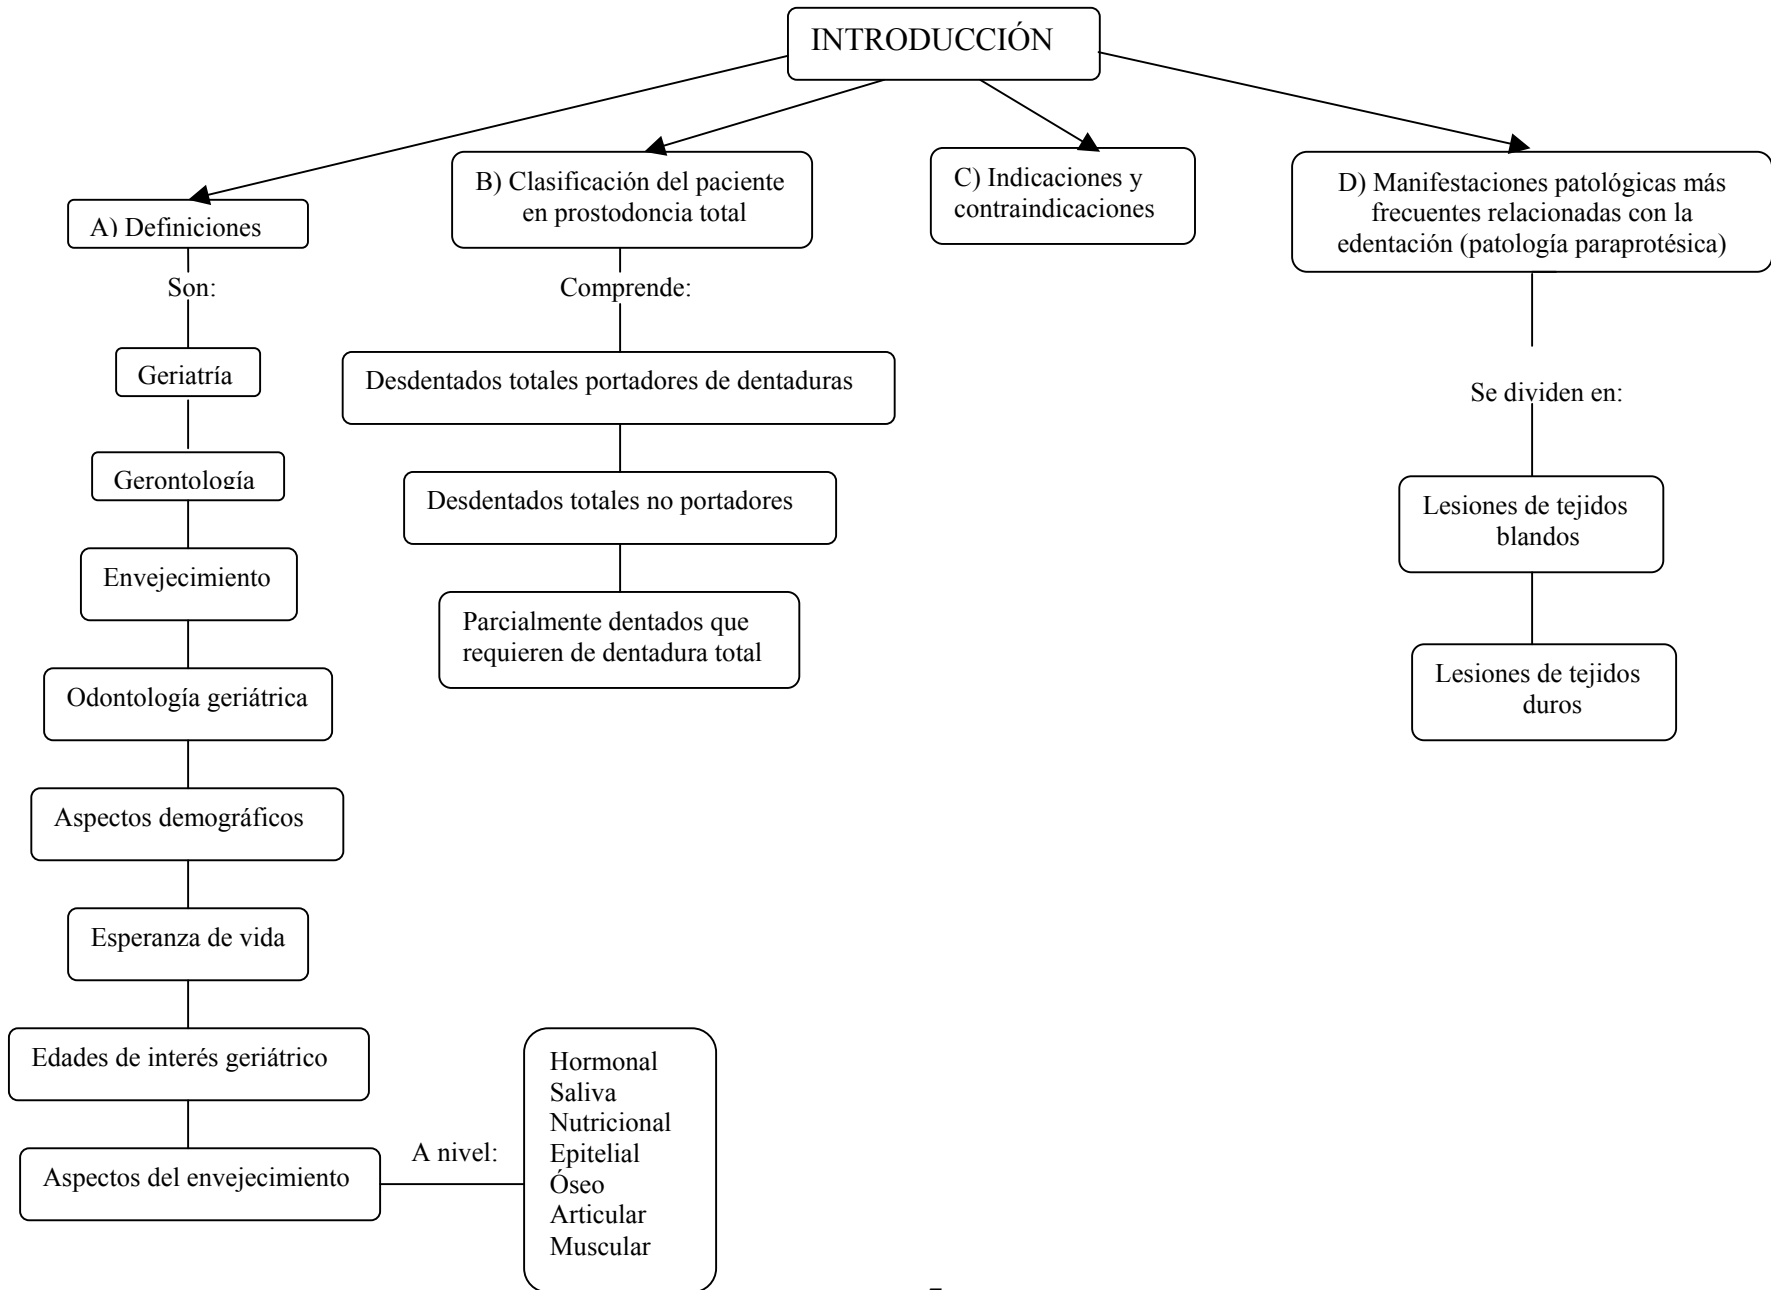 INTRODUCCIÓN
A) Definiciones
Son:
Geriatría
Gerontología
Envejecimiento
Odontología geriátrica
Aspectos demográficos
Esperanza de vida
Edades de interés geriátrico
Aspectos del envejecimiento
A nivel:
Hormonal
Saliva
Nutricional
Epitelial
Óseo
Articular
Muscular
B) Clasificación del paciente
en prostodoncia total
Comprende:
Desdentados totales portadores de dentaduras
Desdentados totales no portadores
Parcialmente dentados que
requieren de dentadura total
C) Indicaciones y
contraindicaciones
D) Manifestaciones patológicas más
frecuentes relacionadas con la
edentación (patología paraprotésica)
Se dividen en:
Lesiones de tejidos
blandos
Lesiones de tejidos
duros